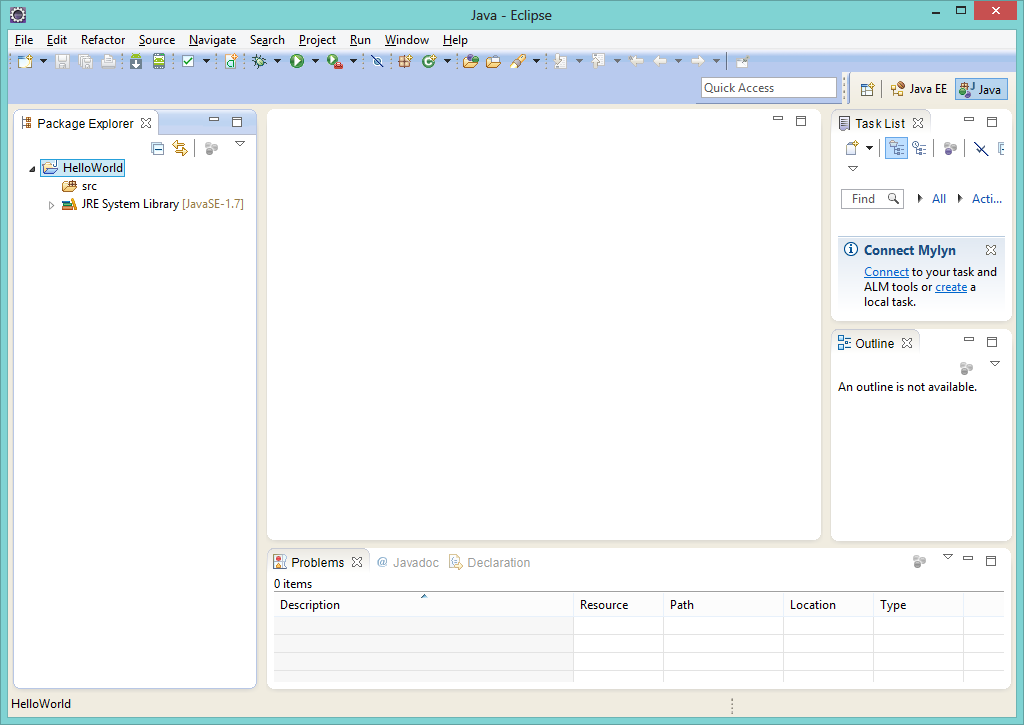 Java - Eclipse
File Edit Refactor Source Navigate Search Project Run Window Help
Quick Access
Java EE
Java
Package Explorer
HelloWorld
src
JRE System Library [JavaSE-1.7]
Task List
Find
All
Acti...
Connect Mylyn
Connect to your task and
ALM tools or create a
local task.
Outline
An outline is not available.
Problems
@ Javadoc
Declaration
0 items
Description Resource Path Location Type
HelloWorld